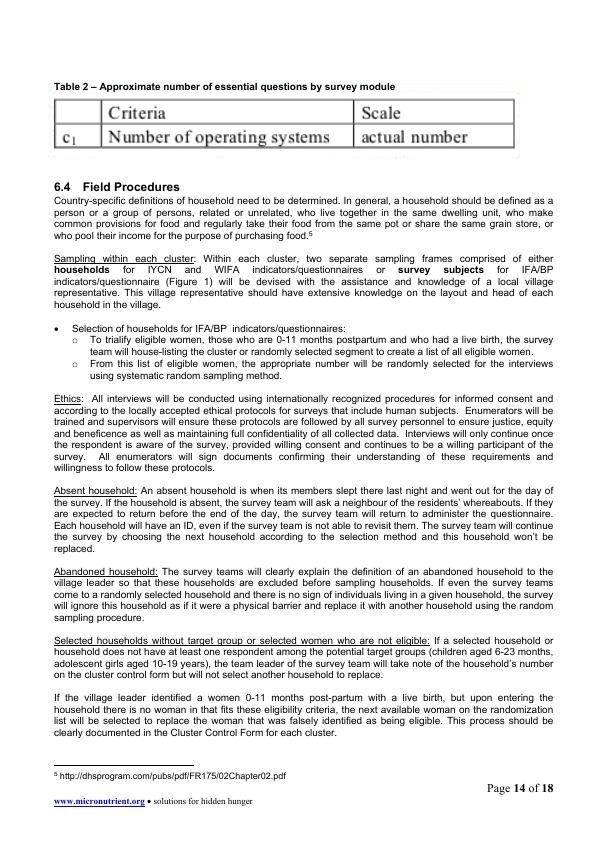 Table 2 – Approximate number of essential questions by survey module
Criteria Scale
c1 Number of operating systems actual number
6.4 Field Procedures
Country-specific definitions of household need to be determined. In general, a household should be defined as a
person or a group of persons, related or unrelated, who live together in the same dwelling unit, who make
common provisions for food and regularly take their food from the same pot or share the same grain store, or
who pool their income for the purpose of purchasing food.5
Sampling within each cluster: Within each cluster, two separate sampling frames comprised of either
households for IYCN and WIFA indicators/questionnaires or survey subjects for IFA/BP
indicators/questionnaire (Figure 1) will be devised with the assistance and knowledge of a local village
representative. This village representative should have extensive knowledge on the layout and head of each
household in the village.
• Selection of households for IFA/BP indicators/questionnaires:
o To trialify eligible women, those who are 0-11 months postpartum and who had a live birth, the survey
team will house-listing the cluster or randomly selected segment to create a list of all eligible women.
o From this list of eligible women, the appropriate number will be randomly selected for the interviews
using systematic random sampling method.
Ethics: All interviews will be conducted using internationally recognized procedures for informed consent and
according to the locally accepted ethical protocols for surveys that include human subjects. Enumerators will be
trained and supervisors will ensure these protocols are followed by all survey personnel to ensure justice, equity
and beneficence as well as maintaining full confidentiality of all collected data. Interviews will only continue once
the respondent is aware of the survey, provided willing consent and continues to be a willing participant of the
survey. All enumerators will sign documents confirming their understanding of these requirements and
willingness to follow these protocols.
Absent household: An absent household is when its members slept there last night and went out for the day of
the survey. If the household is absent, the survey team will ask a neighbour of the residents' whereabouts. If they
are expected to return before the end of the day, the survey team will return to administer the questionnaire.
Each household will have an ID, even if the survey team is not able to revisit them. The survey team will continue
the survey by choosing the next household according to the selection method and this household won't be
replaced.
Abandoned household: The survey teams will clearly explain the definition of an abandoned household to the
village leader so that these households are excluded before sampling households. If even the survey teams
come to a randomly selected household and there is no sign of individuals living in a given household, the survey
will ignore this household as if it were a physical barrier and replace it with another household using the random
sampling procedure.
Selected households without target group or selected women who are not eligible: If a selected household or
household does not have at least one respondent among the potential target groups (children aged 6-23 months,
adolescent girls aged 10-19 years), the team leader of the survey team will take note of the household's number
on the cluster control form but will not select another household to replace.
If the village leader identified a women 0-11 months post-partum with a live birth, but upon entering the
household there is no woman in that fits these eligibility criteria, the next available woman on the randomization
list will be selected to replace the woman that was falsely identified as being eligible. This process should be
clearly documented in the Cluster Control Form for each cluster.
5 http://dhsprogram.com/pubs/pdf/FR175/02Chapter02.pdf
Page 14 of 18
www.micronutrient.org • solutions for hidden hunger